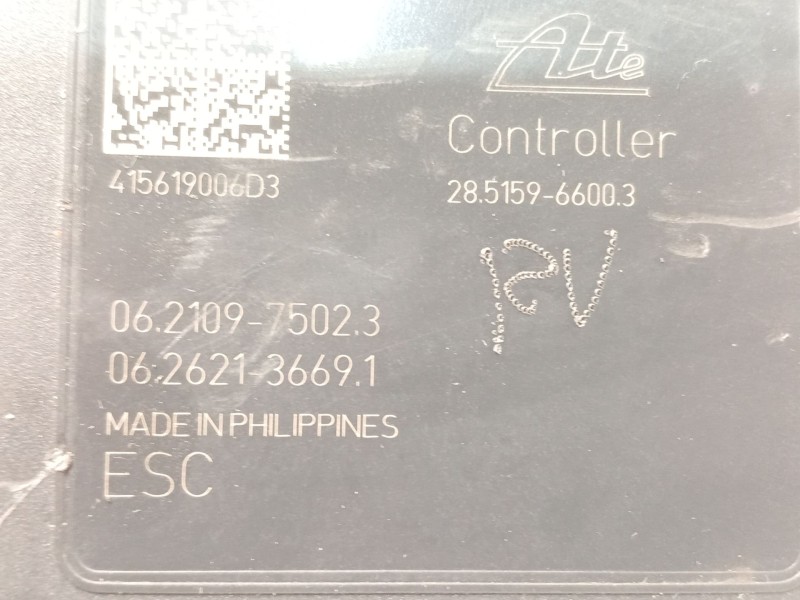 Ate
Controller
415619006D3
28.5159-6600.3
12V
06.2109-7502.3
06.2621-3669.1
MADE IN PHILIPPINES
ESC